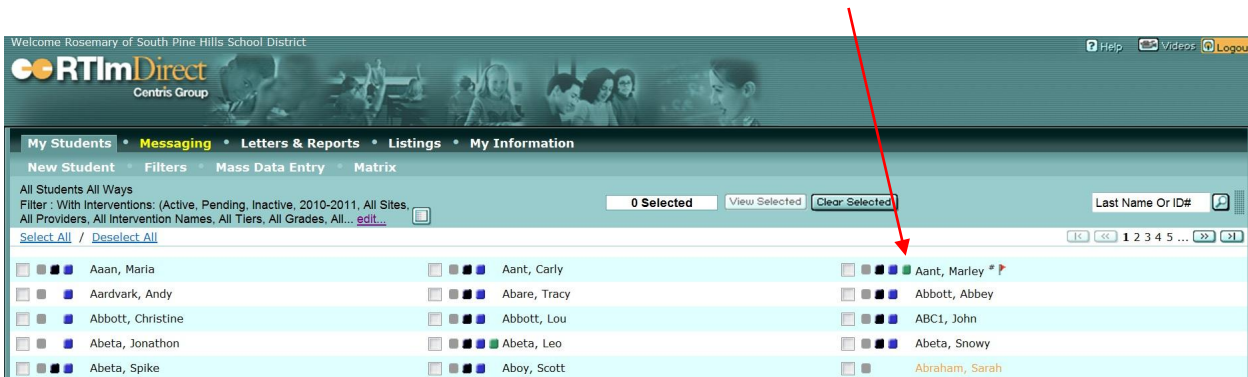 Welcome Rosemary of South Pine Hills School District
Help Videos Logou
RTImDirect
Centris Group
My Students • Messaging • Letters & Reports • Listings • My Information
New Student • Filters • Mass Data Entry • Matrix
All Students All Ways
Filter : With Interventions: (Active, Pending, Inactive, 2010-2011, All Sites,
All Providers, All Intervention Names, All Tiers, All Grades, All... edit...
0 Selected View Selected Clear Selected
Last Name Or ID#
Select All / Deselect All
1 2 3 4 5 ...
Aaan, Maria Aant, Carly Aant, Marley #
Aardvark, Andy Abare, Tracy Abbott, Abbey
Abbott, Christine Abbott, Lou ABC1, John
Abeta, Jonathon Abeta, Leo Abeta, Snowy
Abeta, Spike Aboy, Scott Abraham, Sarah